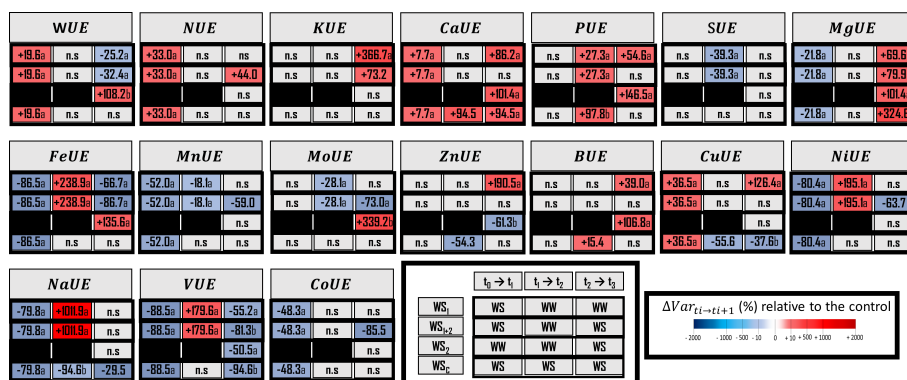 WUE NUE KUE CaUE PUE SUE MgUE
+19.6a n.s -25.2a +33.0a n.s ns n.s n.s +366.7a +7.7a n.s +86.2a n.s +27.3a +54.6a n.s -39.3a n.s -21.8a n.s +69.6
+19.6a n.s -32.4a +33.0a n.s +44.0 n.s n.s +73.2 +7.7a n.s n.s n.s +27.3a n.s n.s -39.3a n.s -21.8a n.s +79.9
+108.2b n.s n.s +101.4a +146.5a n.s +101.4
+19.6a n.s n.s +33.0a n.s n.s n.s n.s n.s +7.7a +94.5 +94.5a n.s +97.8b n.s n.s n.s n.s -21.8a n.s +324.6
FeUE MnUE MoUE ZnUE BUE CuUE NiUE
-86.5a +238.9a -66.7a -52.0a -18.1a n.s n.s -28.1a n.s n.s n.s +190.5a n.s n.s +39.0a +36.5a n.s +126.4a -80.4a +195.1a n.s
-86.5a +238.9a -86.7a -52.0a -18.1a -59.0 n.s -28.1a -73.0a n.s n.s n.s n.s n.s n.s +36.5a n.s n.s -80.4a +195.1a -63.7
+135.6a n.s +339.2b -61.3b +106.8a n.s n.s
-86.5a n.s n.s -52.0a n.s n.s n.s n.s n.s n.s -54.3 n.s n.s +15.4 n.s +36.5a -55.6 -37.6b -80.4a n.s n.s
NaUE VUE CoUE
-79.8a +1011.9a n.s -88.5a +179.6a -55.2a -48.3a n.s n.s
-79.8a +1011.9a n.s -88.5a +179.6a -81.3b -48.3a n.s -85.5
n.s -50.5a n.s
-79.8a -94.6b -29.5 -88.5a n.s -94.6b -48.3a n.s n.s
t0 → t1 t1 → t2 t2 → t3
WS1 WS WW WW
WS1+2 WS WW WS
WS2 WW WW WS
WSC WS WS WS
ΔVar ti→ti+1 (%) relative to the control
-2000 -1000 -500 -10 0 +10 +500 +1000 +2000